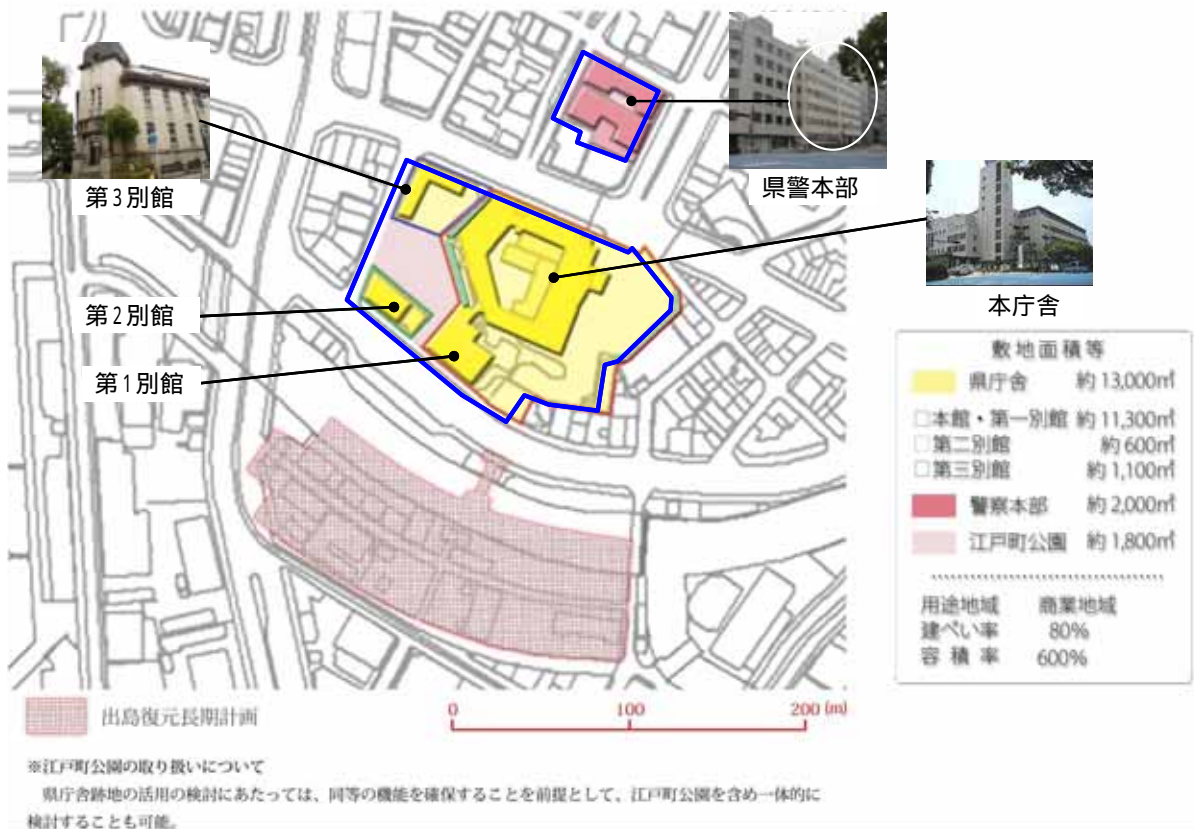 第3別館
県警本部
本庁舎
第2別館
第1別館
敷地面積等
県庁舎 約13,000㎡
□本館・第一別館 約11,300㎡
□第二別館 約600㎡
□第三別館 約1,100㎡
警察本部 約2,000㎡
江戸町公園 約1,800㎡
用途地域 商業地域
建ぺい率 80%
容積率 600%
出島復元長期計画
0 100 200 (m)
※江戸町公園の取り扱いについて
県庁舎跡地の活用の検討にあたっては、同等の機能を確保することを前提として、江戸町公園を含め一体的に
検討することも可能。